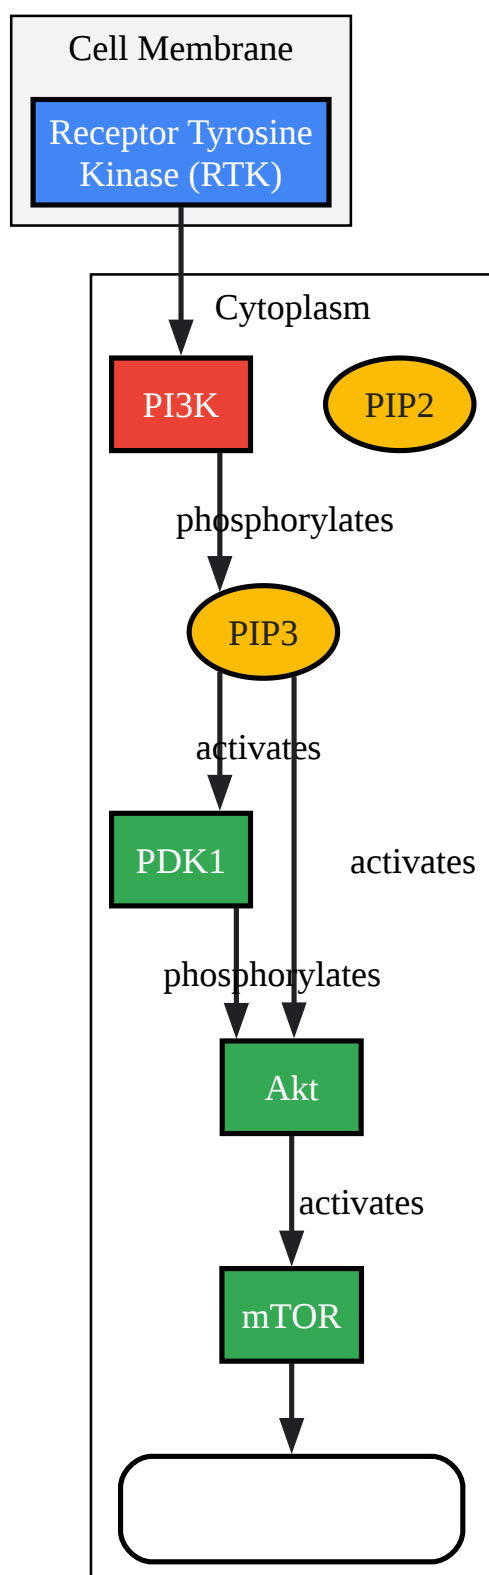 Cell Membrane
Receptor Tyrosine
Kinase (RTK)
Cytoplasm
PI3K
PIP2
phosphorylates
PIP3
activates
PDK1
activates
phosphorylates
Akt
activates
mTOR